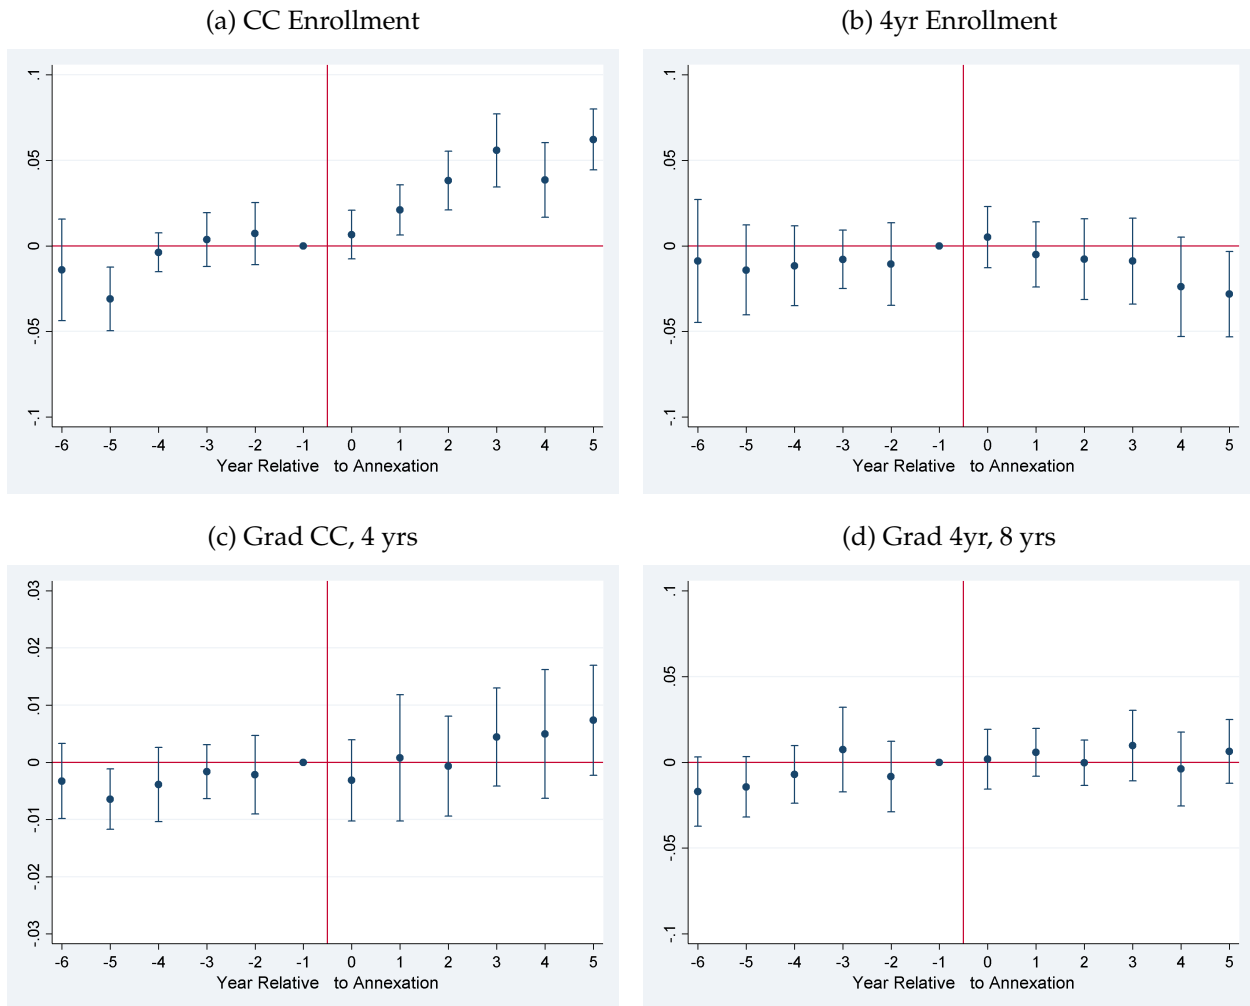 (a) CC Enrollment
.1
.05
0
-.05
-.1
-6 -5 -4 -3 -2 -1 0 1 2 3 4 5
Year Relative to Annexation
(b) 4yr Enrollment
.1
.05
0
-.05
-.1
-6 -5 -4 -3 -2 -1 0 1 2 3 4 5
Year Relative to Annexation
(c) Grad CC, 4 yrs
.03
.02
.01
0
-.01
-.02
-.03
-6 -5 -4 -3 -2 -1 0 1 2 3 4 5
Year Relative to Annexation
(d) Grad 4yr, 8 yrs
.1
.05
0
-.05
-.1
-6 -5 -4 -3 -2 -1 0 1 2 3 4 5
Year Relative to Annexation